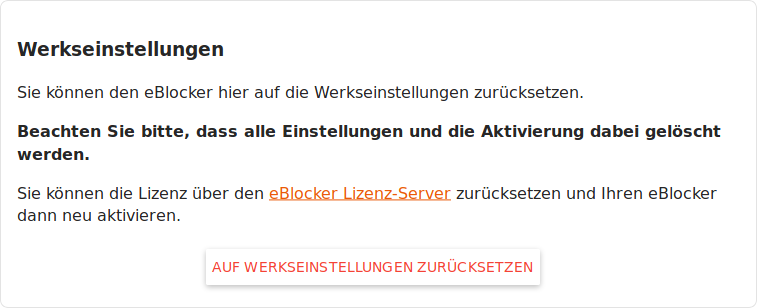 Werkseinstellungen
Sie können den eBlocker hier auf die Werkseinstellungen zurücksetzen.
Beachten Sie bitte, dass alle Einstellungen und die Aktivierung dabei gelöscht
werden.
Sie können die Lizenz über den eBlocker Lizenz-Server zurücksetzen und Ihren eBlocker
dann neu aktivieren.
AUF WERKSEINSTELLUNGEN ZURÜCKSETZEN